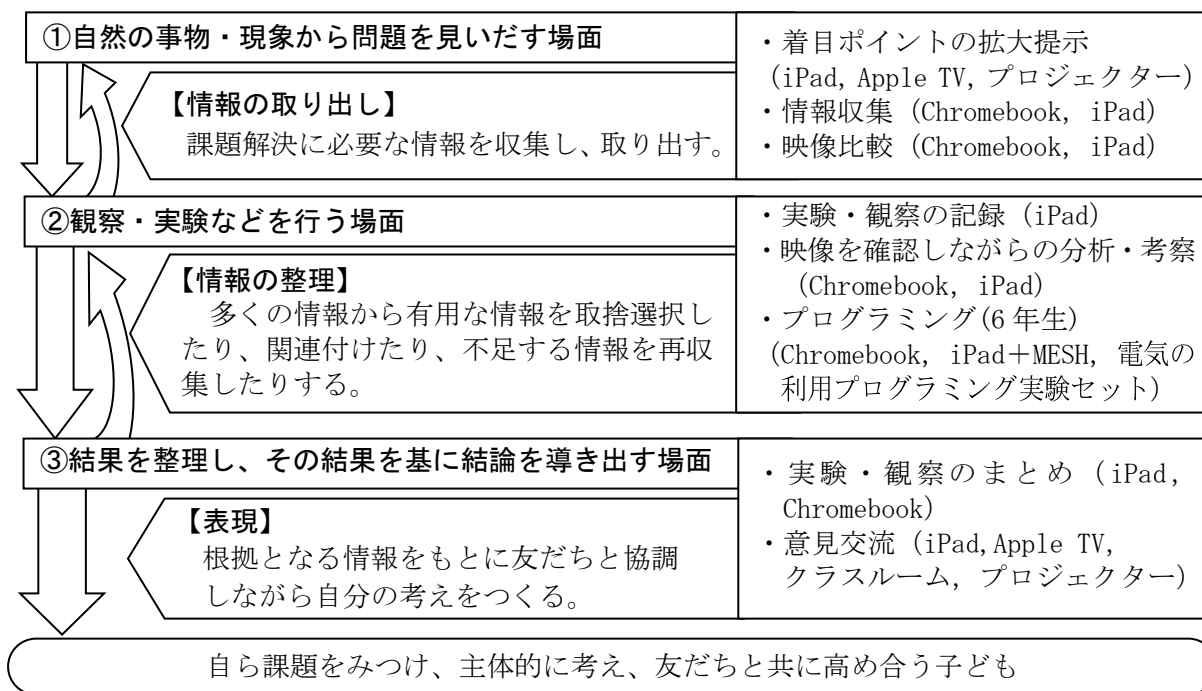 ①自然の事物・現象から問題を見いだす場面
【情報の取り出し】
課題解決に必要な情報を収集し、取り出す。
・着目ポイントの拡大提示
(iPad, Apple TV, プロジェクター)
・情報収集 (Chromebook, iPad)
・映像比較 (Chromebook, iPad)
②観察・実験などを行う場面
【情報の整理】
多くの情報から有用な情報を取捨選択し
たり、関連付けたり、不足する情報を再収
集したりする。
・実験・観察の記録 (iPad)
・映像を確認しながらの分析・考察
(Chromebook, iPad)
・プログラミング(6 年生)
(Chromebook, iPad+MESH, 電気の
利用プログラミング実験セット)
③結果を整理し、その結果を基に結論を導き出す場面
【表現】
根拠となる情報をもとに友だちと協調
しながら自分の考えをつくる。
・実験・観察のまとめ (iPad,
Chromebook)
・意見交流 (iPad,Apple TV,
クラスルーム, プロジェクター)
自ら課題をみつけ、主体的に考え、友だちと共に高め合う子ども